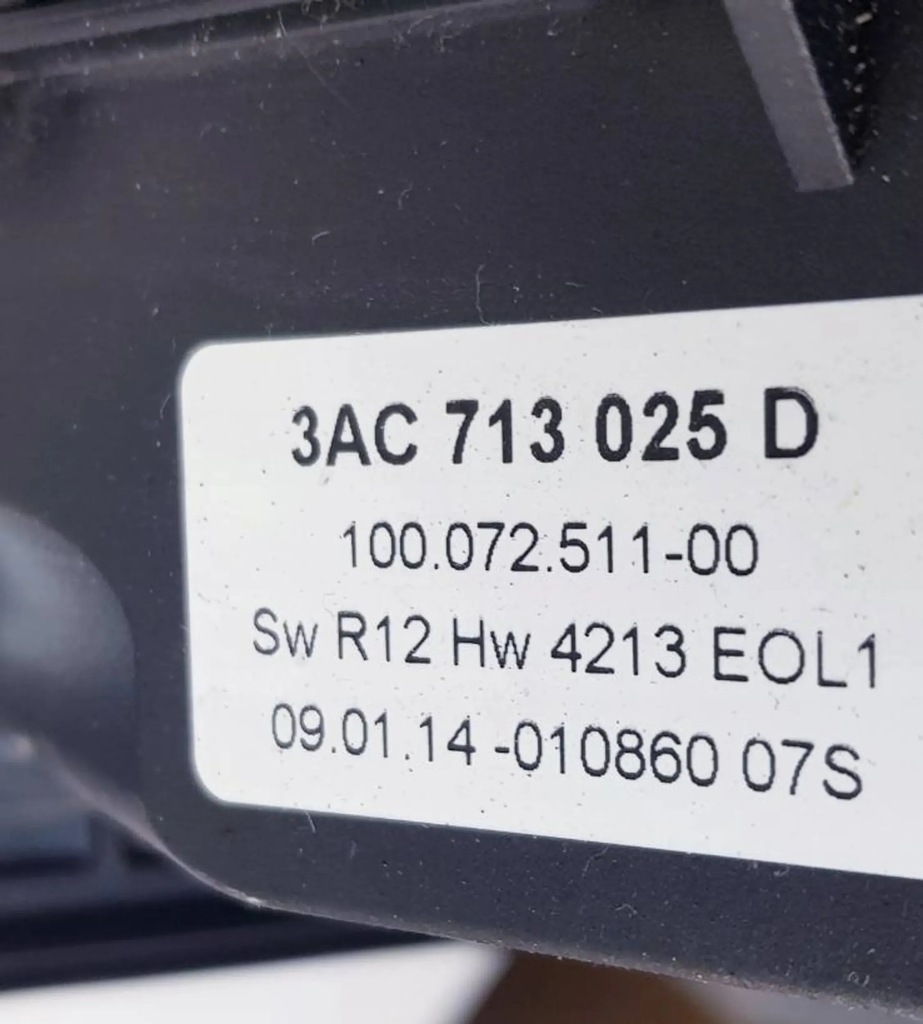 3AC 713 025 D
100.072.511-00
Sw R12 Hw 4213 EOL1
09.01.14 -010860 07S